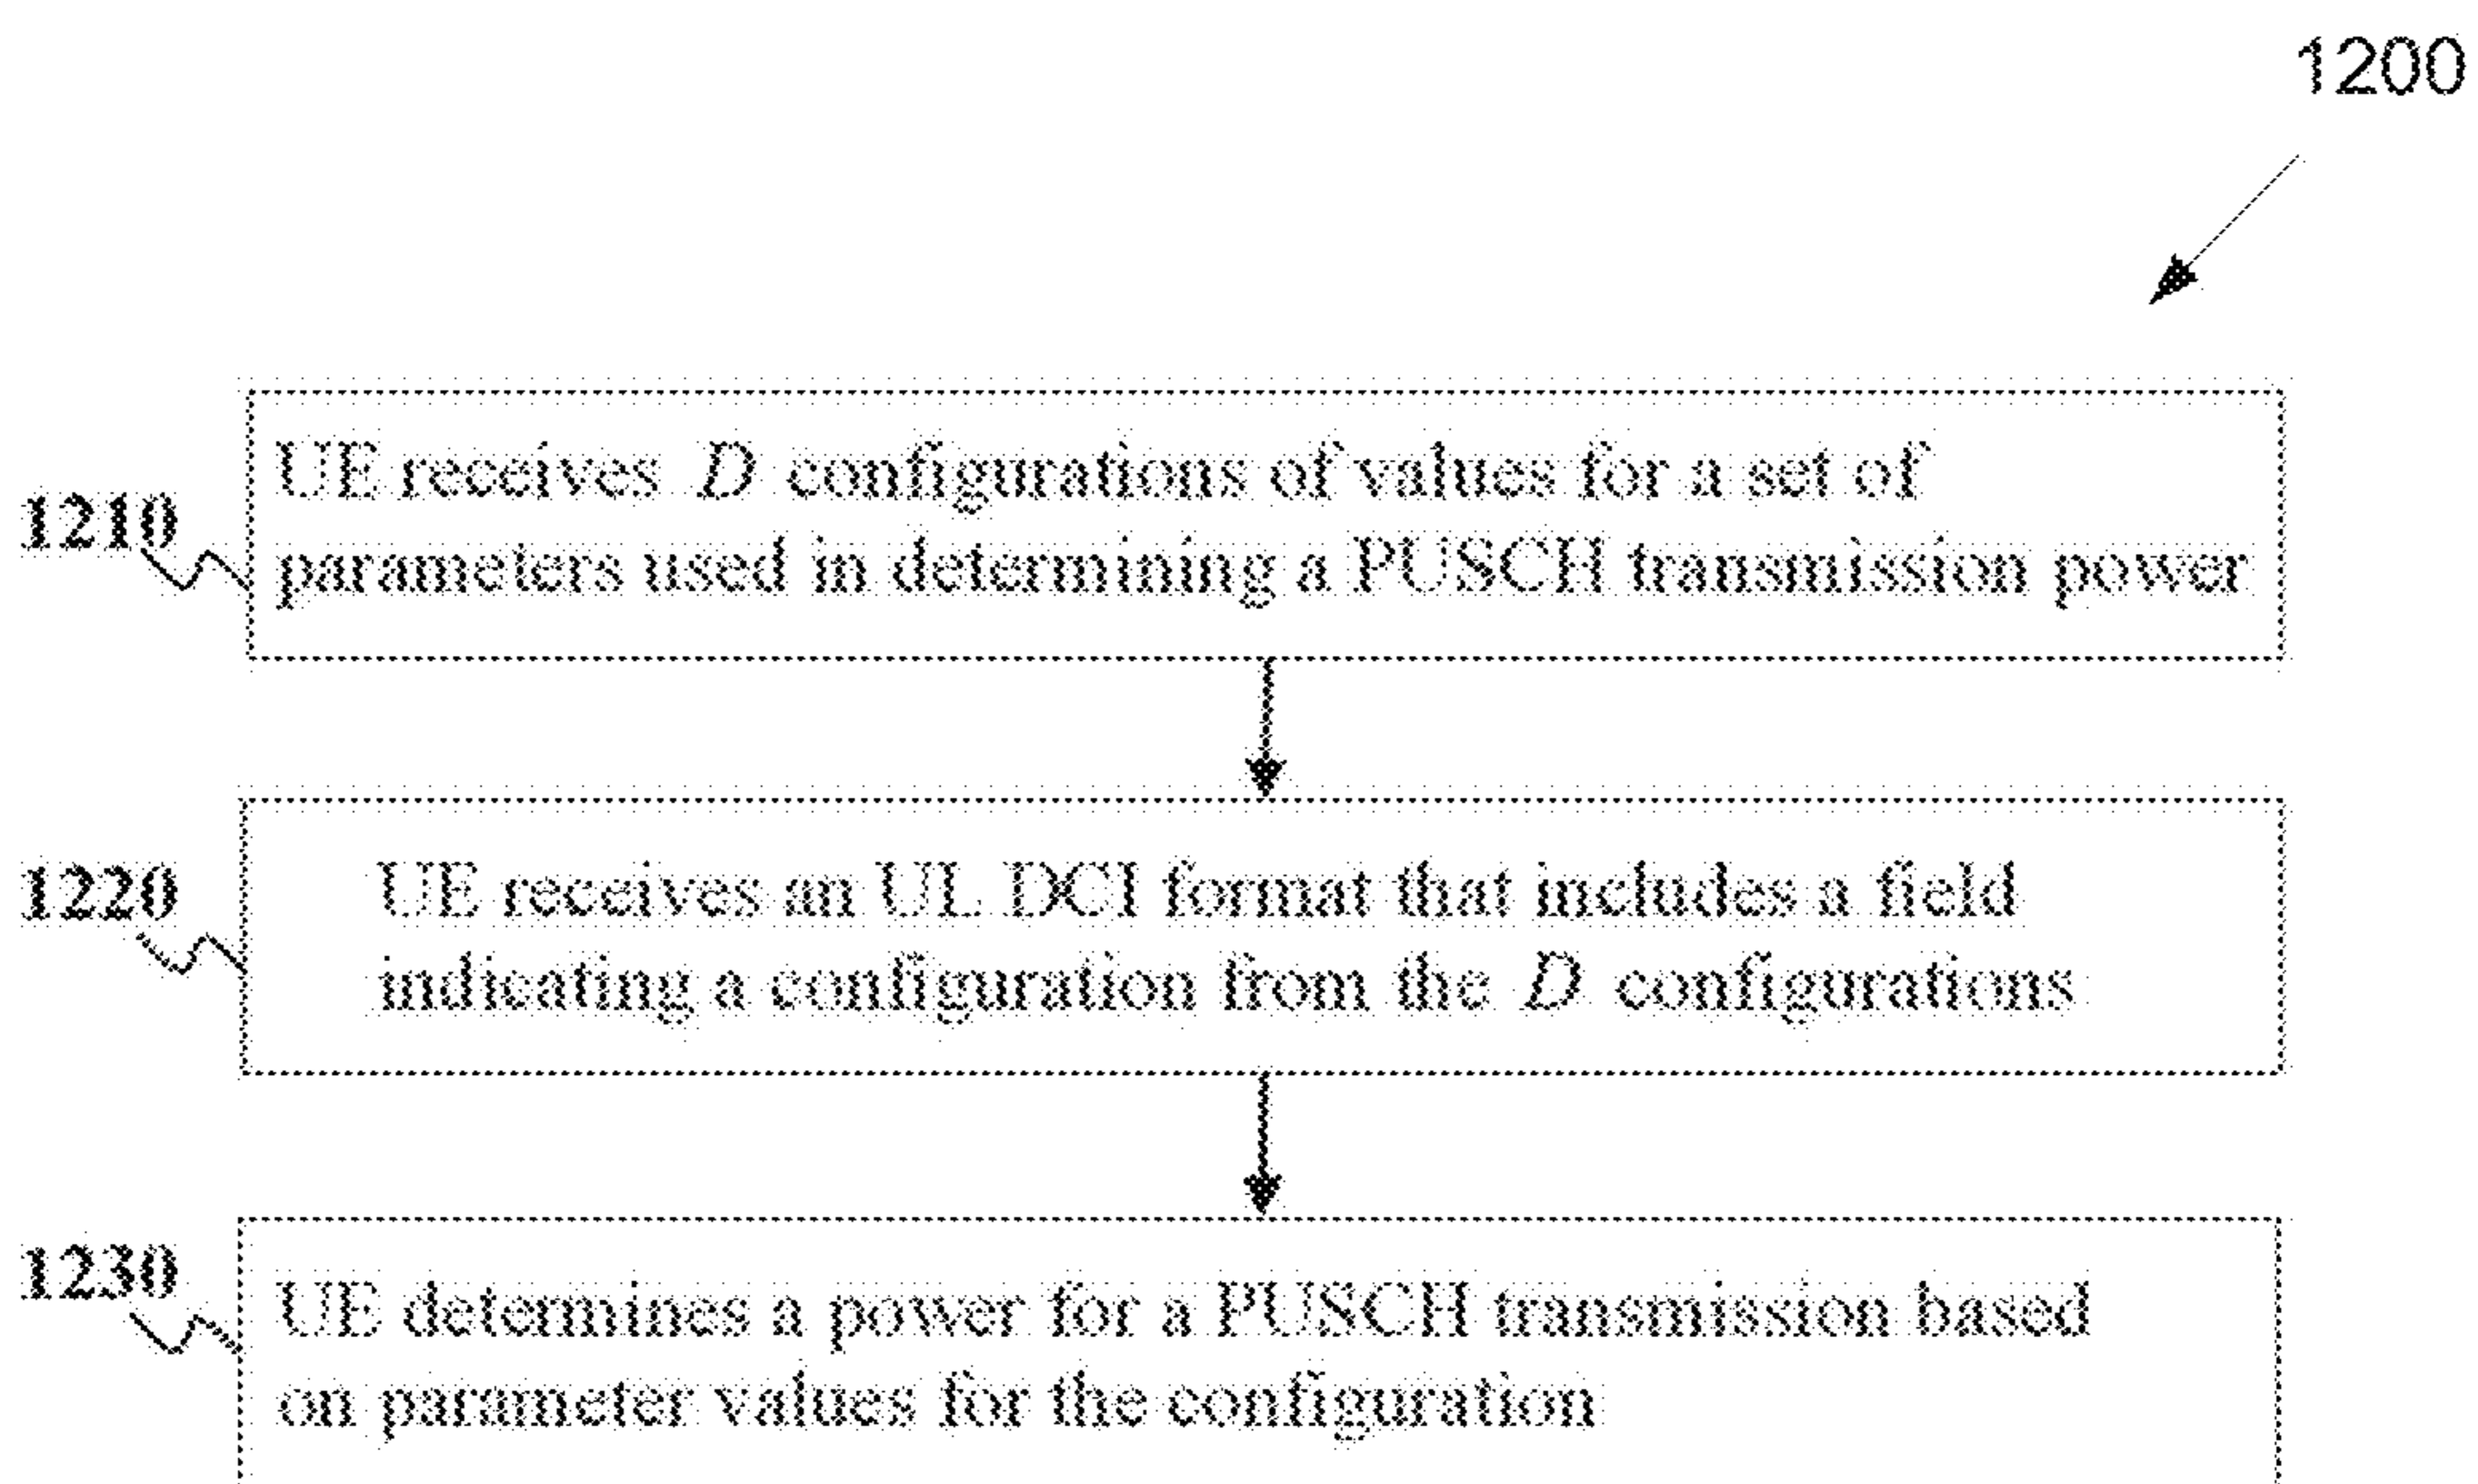 1200
1210
UE receives D configurations of values for a set of
parameters used in determining a PUSCH transmission power
1220
UE receives an UL DCI format that includes a field
indicating a configuration from the D configurations
1230
UE determines a power for a PUSCH transmission based
on parameter values for the configuration